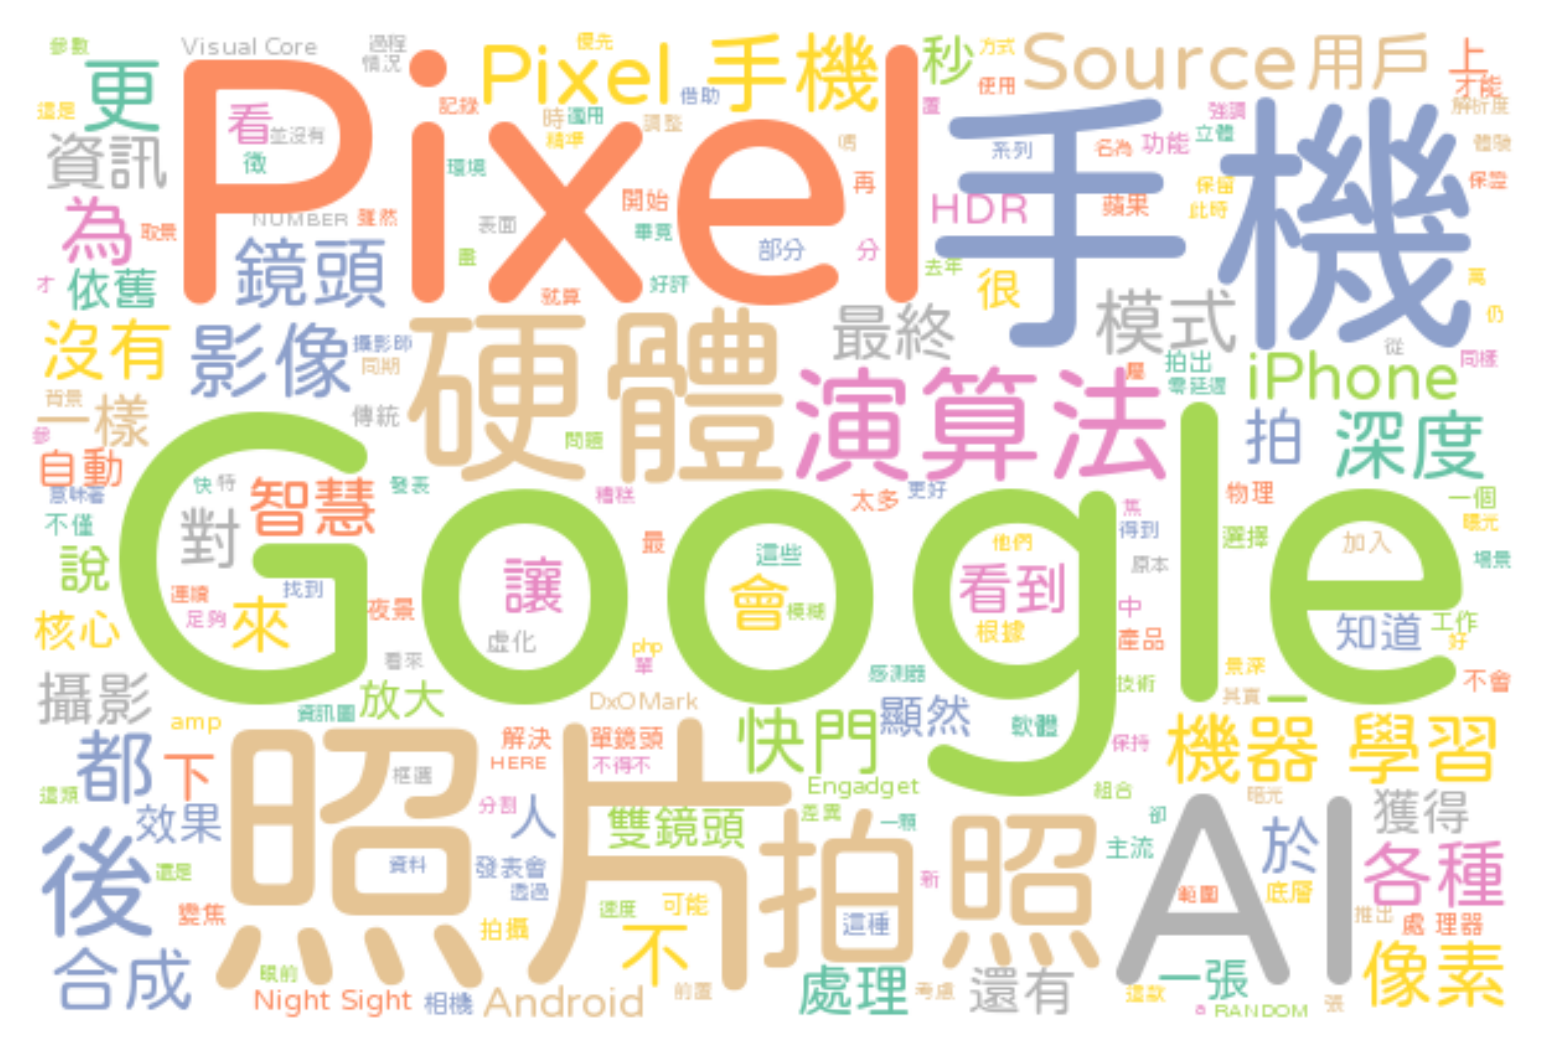 參數
Visual Core
過程
優先
方式
Source
用戶
上
更
情況
Pixel 手機
秒
使用
才能
這是
Pixel
記錄
借助
置
手機
強調
解析度
看
並沒有
時
適用
調整
資訊
徵
環境
精準
嗎
系列
名為
功能
立體
體驗
為
取景
NUMBER
雖然
開始
再
HDR
蘋果
保留
保證
表面
畢竟
此時
鏡頭
部分
分
才
依舊
畫
好評
去年
很
萬
就算
仍
沒有
影像
攝影師
硬體
最終
模式
從
同樣
同期
演算法
屬
拍出
iPhone
背景
零延遲
一樣
傳統
拍
深度
參
問題
自動
快
特
發表
意味著
智慧
糟糕
太多
更好
物理
一個
不僅
對
Google
焦
得到
選擇
暖光
說
最
這些
他們
加入
場景
連續
找到
讓
會
看到
原本
足夠
來
夜景
模糊
中
核心
虛化
根據
產品
知道
工作
php
好
看來
單
感測器
景深
攝影
放大
DxOMark
技術
其實
不會
資訊圖
amp
快門
顯然
軟體
都
下
照片
解決
單鏡頭
保持
機器 學習
HERE
不得不
框選
Engadget
組合
這類
暗光
效果
分割
人
雙鏡頭
差異
一顆
卻
獲得
後
拍照
主流
AI
於
還是
資料
發表會
新
各種
透過
範圍
底層
變焦
速度
可能
這種
推出
處 理器
拍攝
不
合成
眼前
處理
還有
一張
像素
Night Sight
相機
Android
前置
考慮
這款
張
a
RANDOM